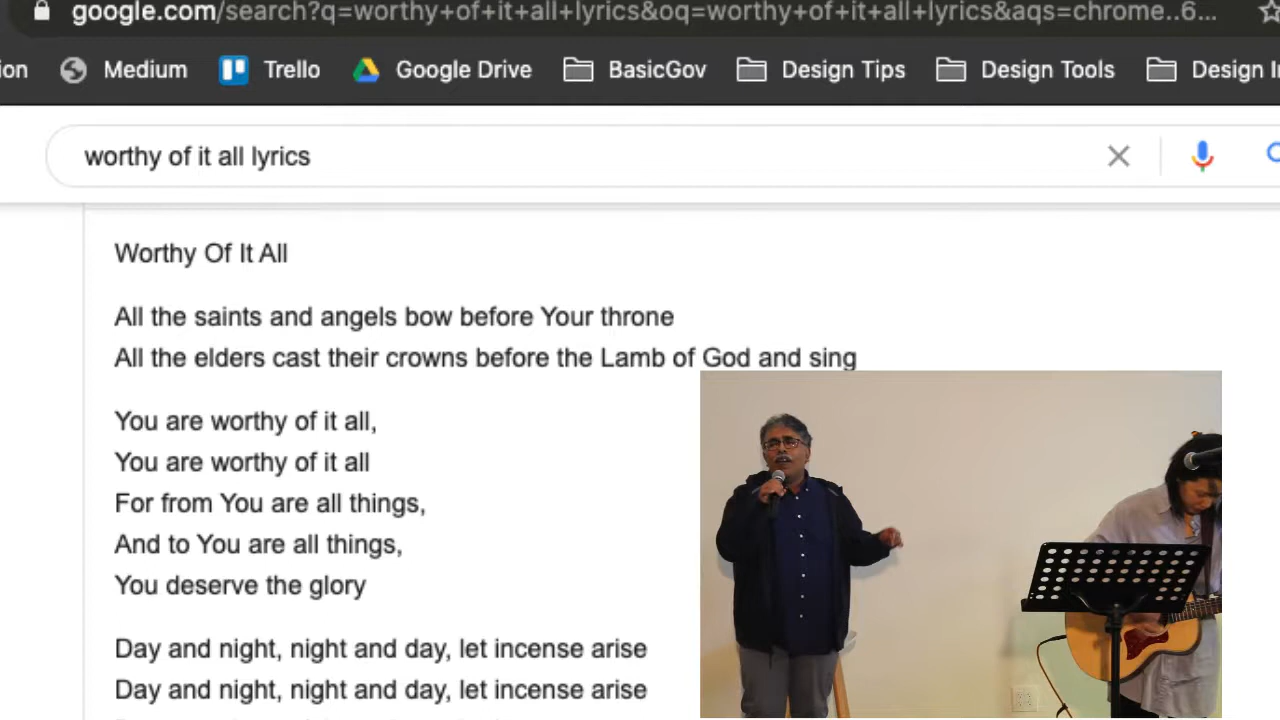 google.com/search?q=worthy+of+it+all+lyrics&oq=worthy+of+it+all+lyrics&aqs=chrome..6...
Medium Trello Google Drive BasicGov Design Tips Design Tools Design
worthy of it all lyrics
Worthy Of It All
All the saints and angels bow before Your throne
All the elders cast their crowns before the Lamb of God and sing
You are worthy of it all,
You are worthy of it all
For from You are all things,
And to You are all things,
You deserve the glory
Day and night, night and day, let incense arise
Day and night, night and day, let incense arise